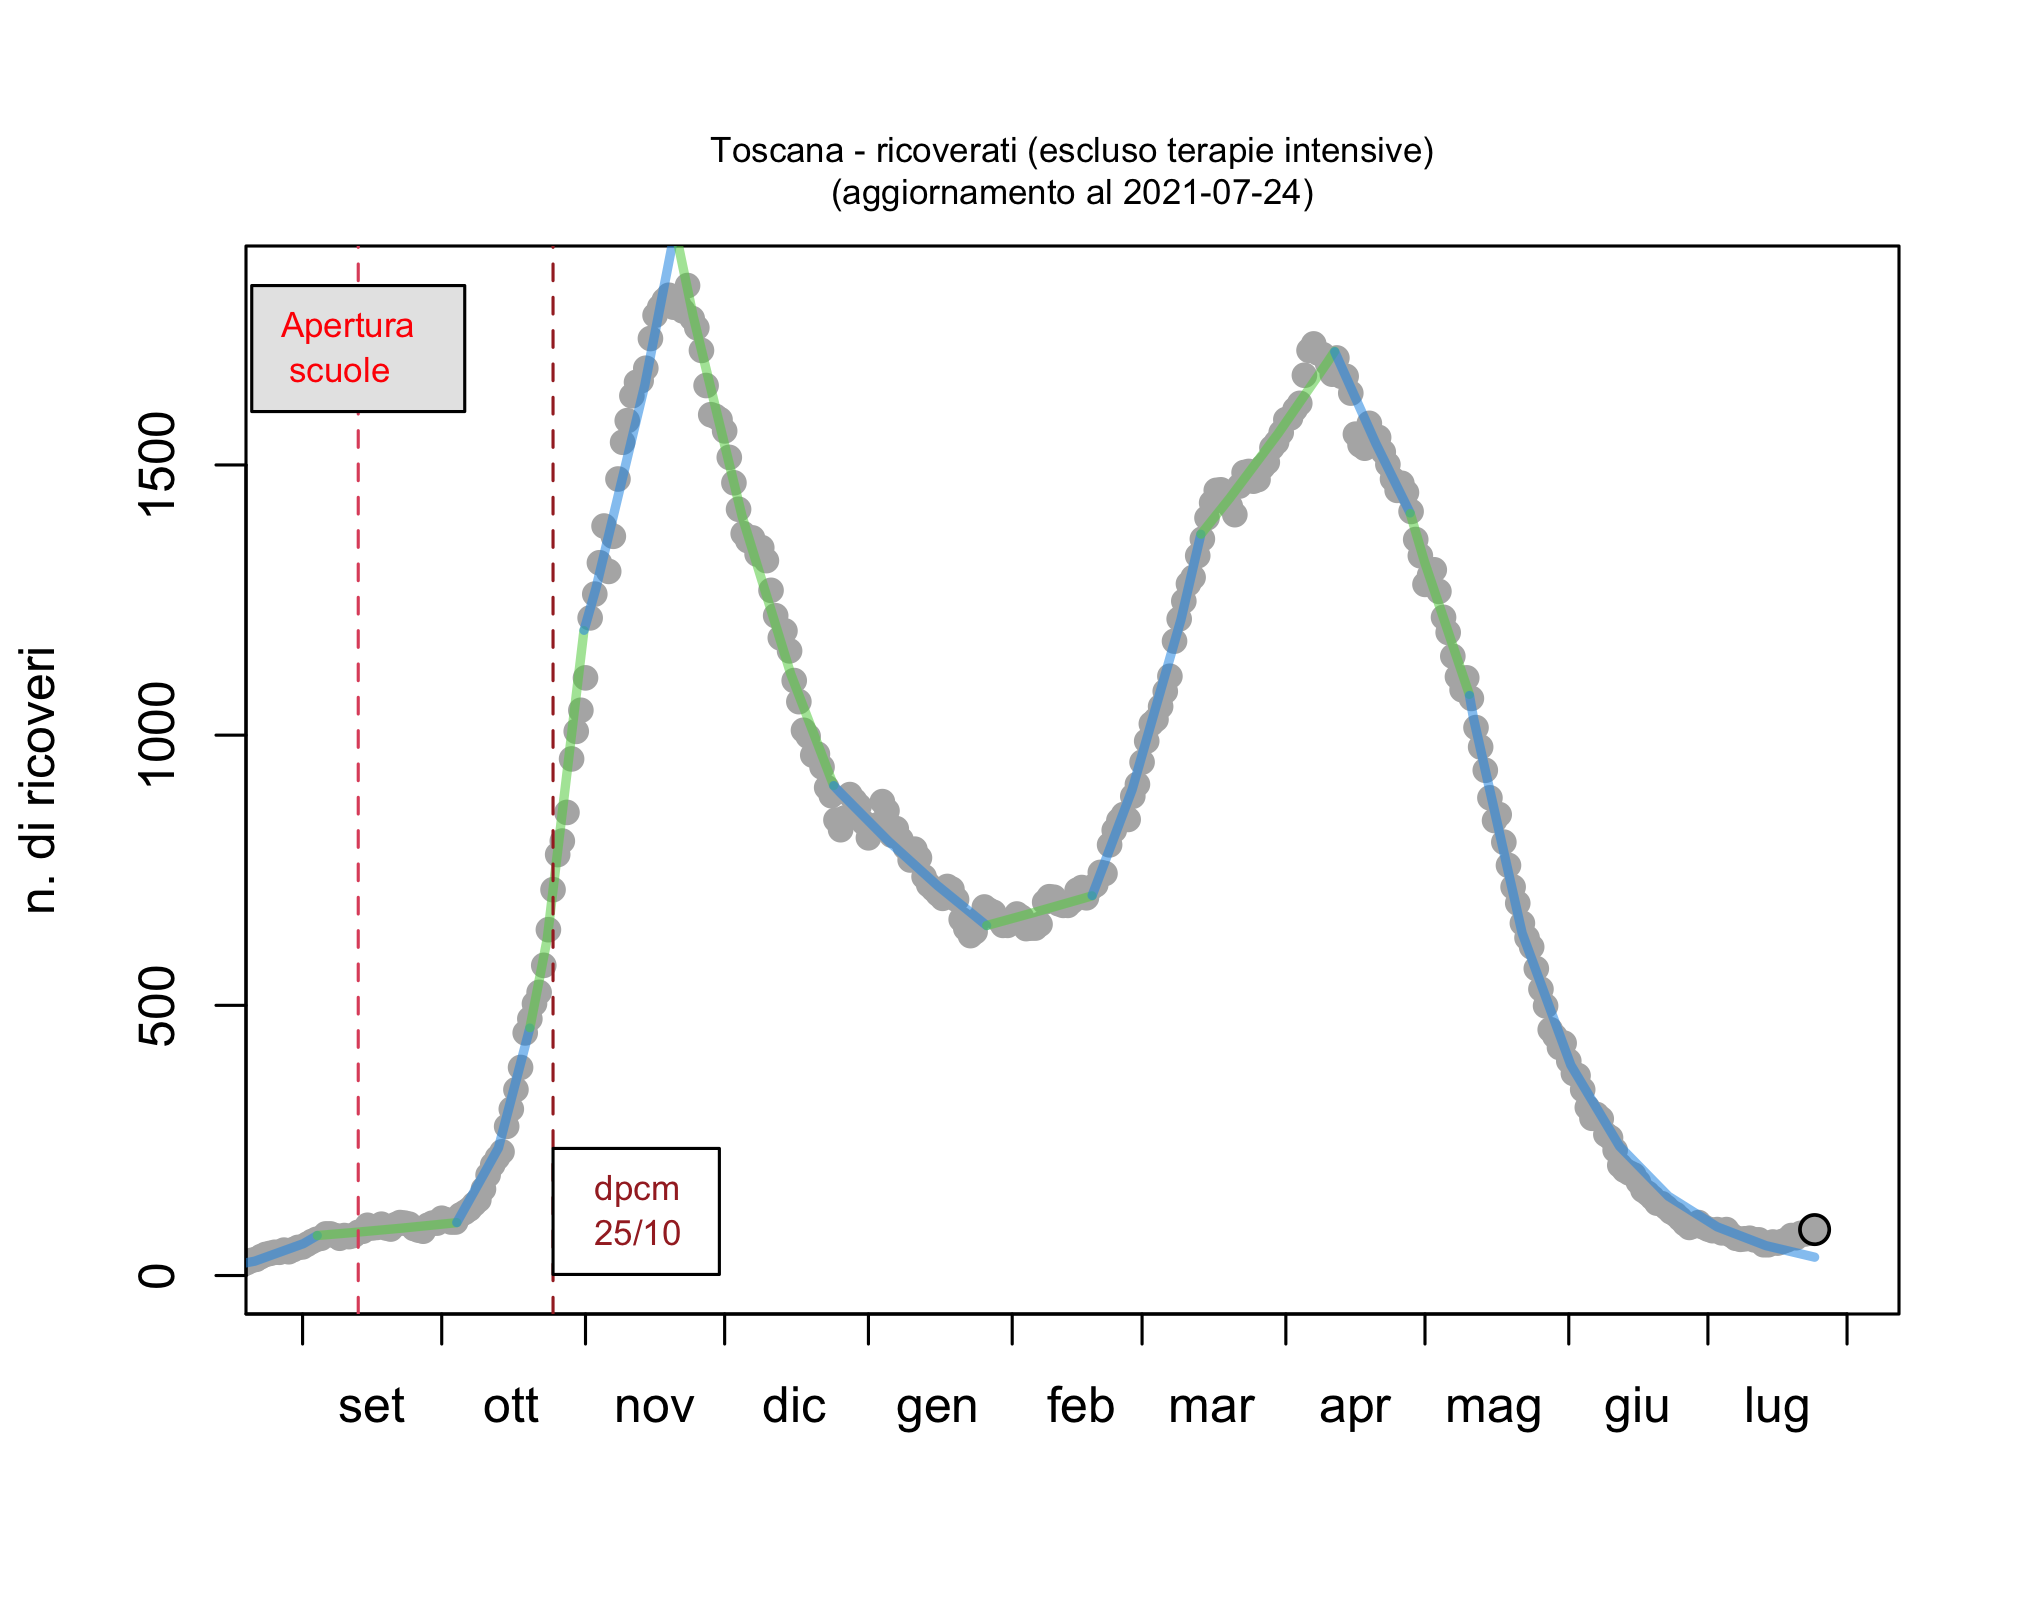 Toscana - ricoverati (escluso terapie intensive)
(aggiornamento al 2021-07-24)
Apertura
scuole
n. di ricoveri
1500
1000
500
0
dpcm
25/10
set ott nov dic gen feb mar apr mag giu lug